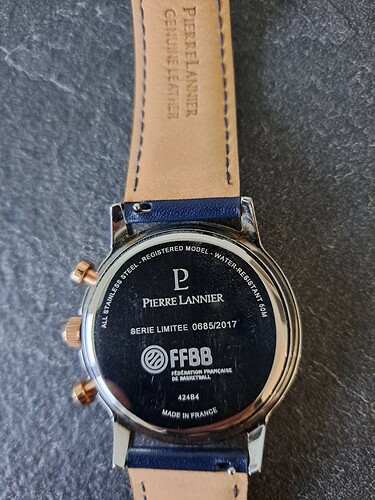 PIERRE LANNIER
GENUINE LEATHER
ALL STAINLESS STEEL - REGISTERED MODEL - WATER-RESISTANT 50M
PL
PIERRE LANNIER
SERIE LIMITEE 0685/2017
FFBB
FÉDÉRATION FRANÇAISE
DE BASKETBALL
424B4
MADE IN FRANCE